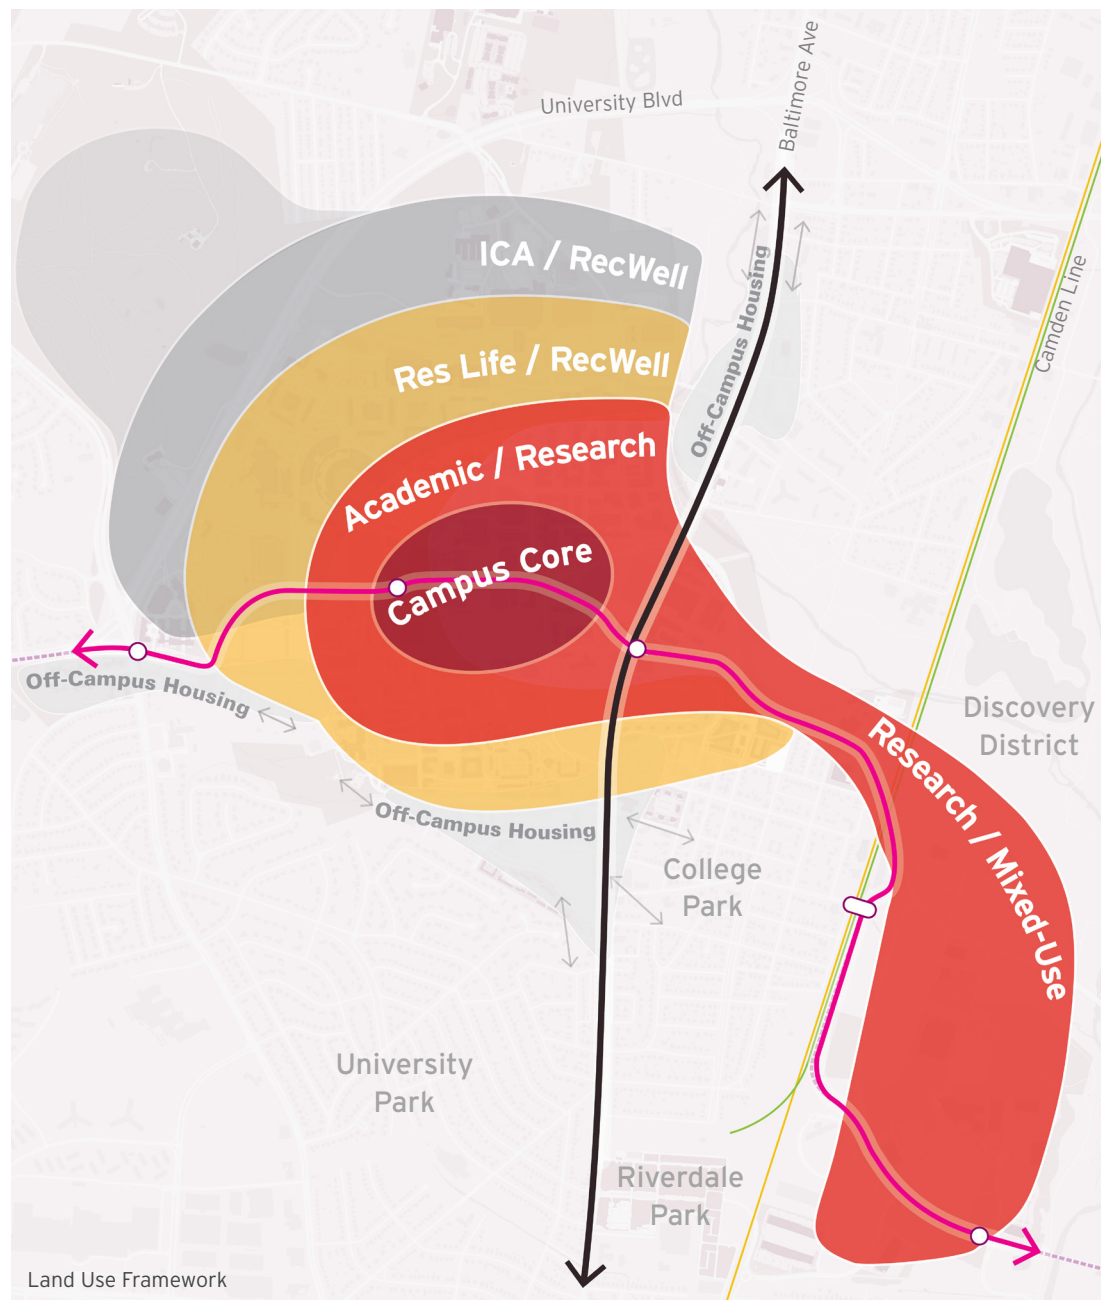 University Blvd
Baltimore Ave
ICA / RecWell
Off-Campus Housing
Camden Line
Res Life / RecWell
Academic / Research
Campus Core
Off-Campus Housing
Discovery
District
Research / Mixed-Use
Off-Campus Housing
College
Park
University
Park
Riverdale
Park
Land Use Framework